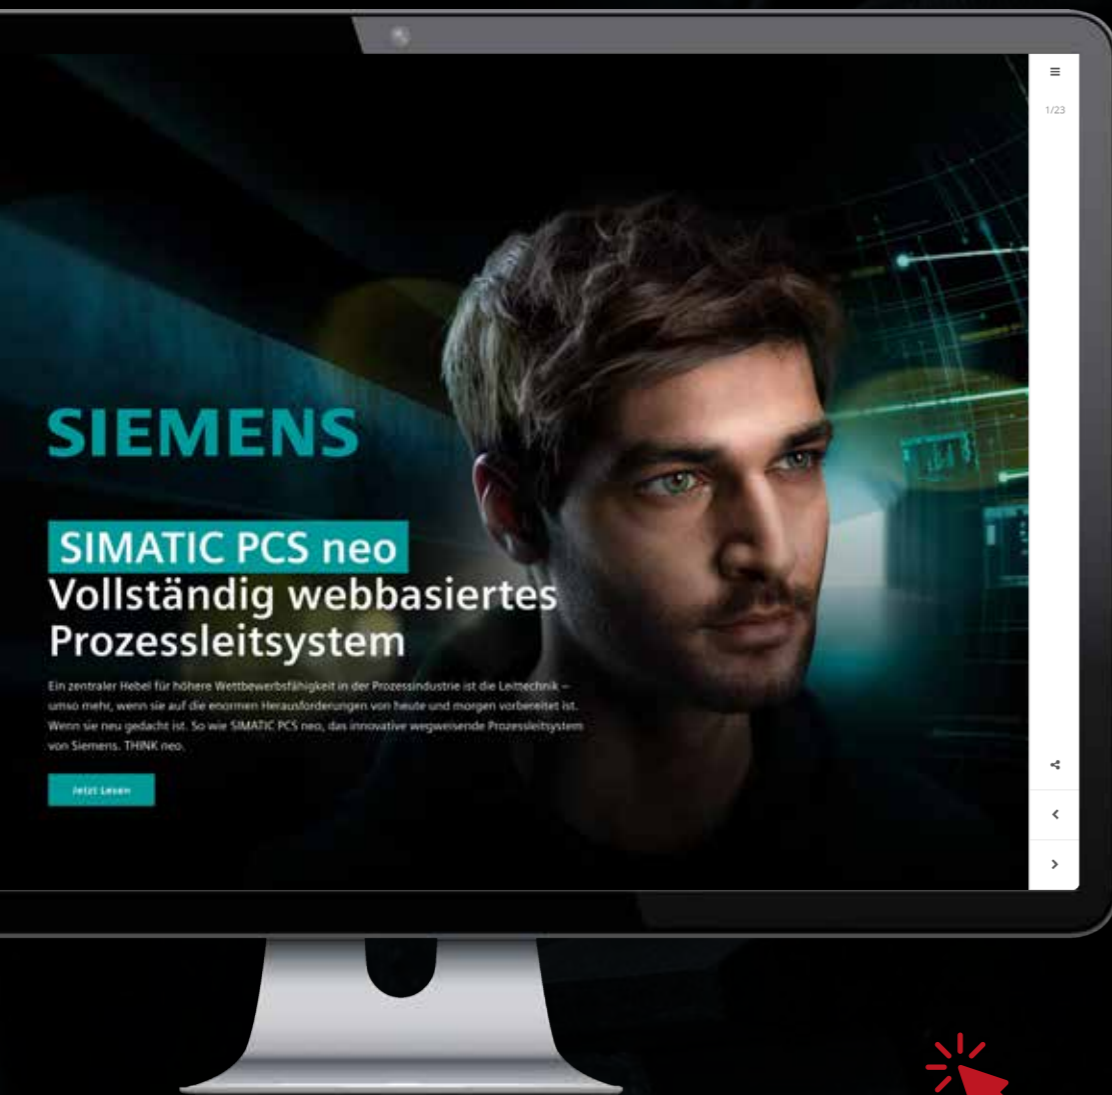 1/23
SIEMENS
SIMATIC PCS neo
Vollständig webbasiertes
Prozessleitsystem
Ein zentraler Hebel für höhere Wettbewerbsfähigkeit in der Prozessindustrie ist die Leittechnik –
umso mehr, wenn sie auf die enormen Herausforderungen von heute und morgen vorbereitet ist.
Wenn sie neu gedacht ist. So wie SIMATIC PCS neo, das innovative wegweisende Prozessleitsystem
von Siemens. THINK neo.
Jetzt Lesen